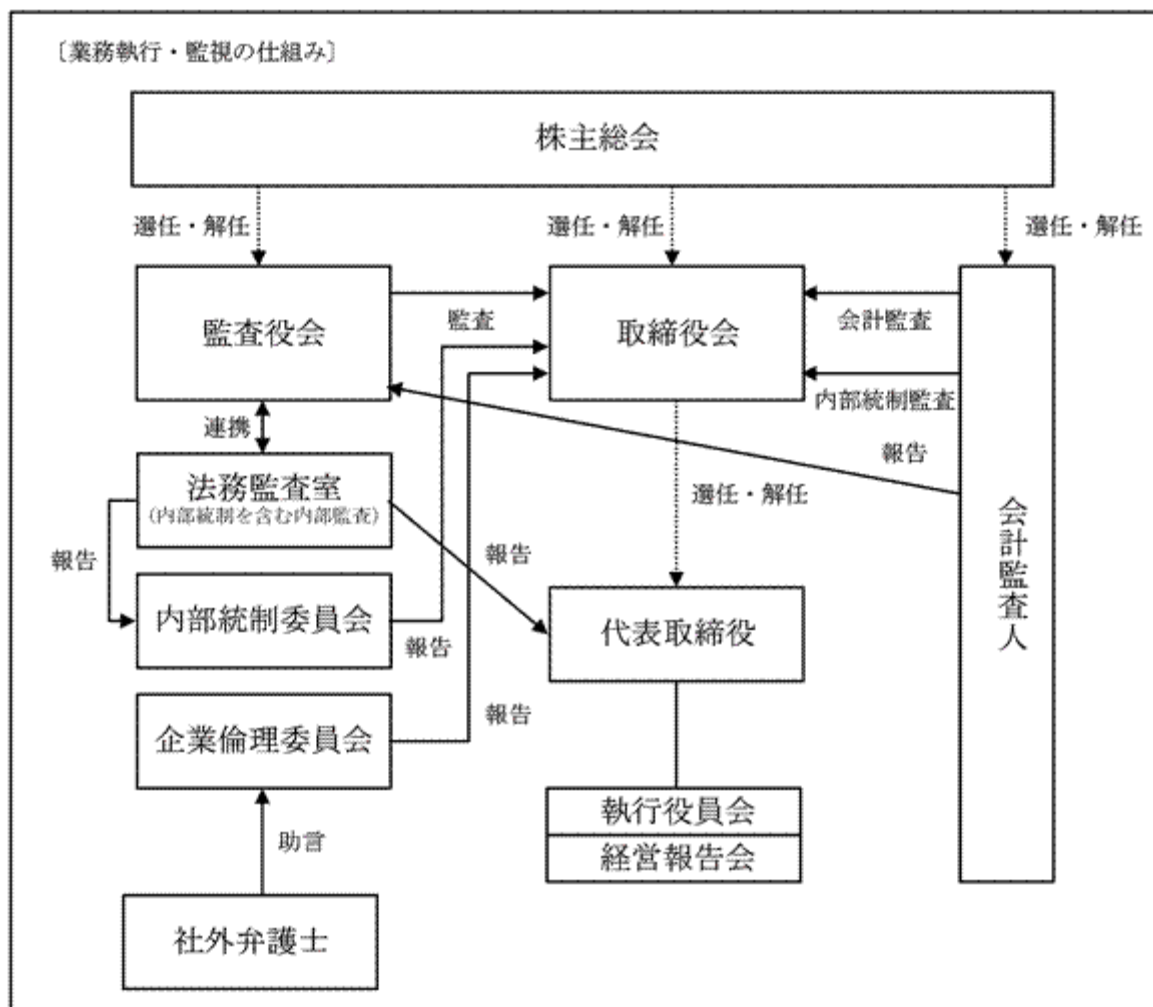 〔業務執行・監視の仕組み〕
株主総会
選任・解任
選任・解任
選任・解任
監査役会
監査
取締役会
会計監査
内部統制監査
連携
報告
法務監査室
(内部統制を含む内部監査)
選任・解任
報告
報告
会計監査人
内部統制委員会
報告
代表取締役
企業倫理委員会
報告
執行役員会
経営報告会
助言
社外弁護士